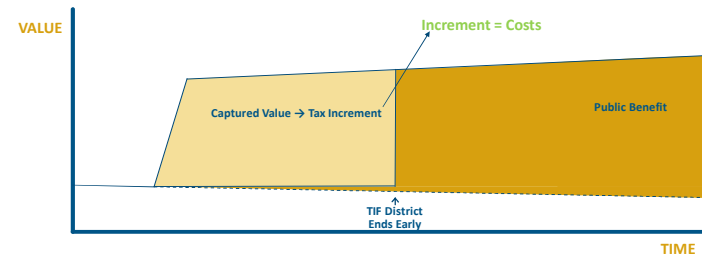 Increment = Costs
VALUE
Captured Value → Tax Increment
Public Benefit
TIF District
Ends Early
TIME